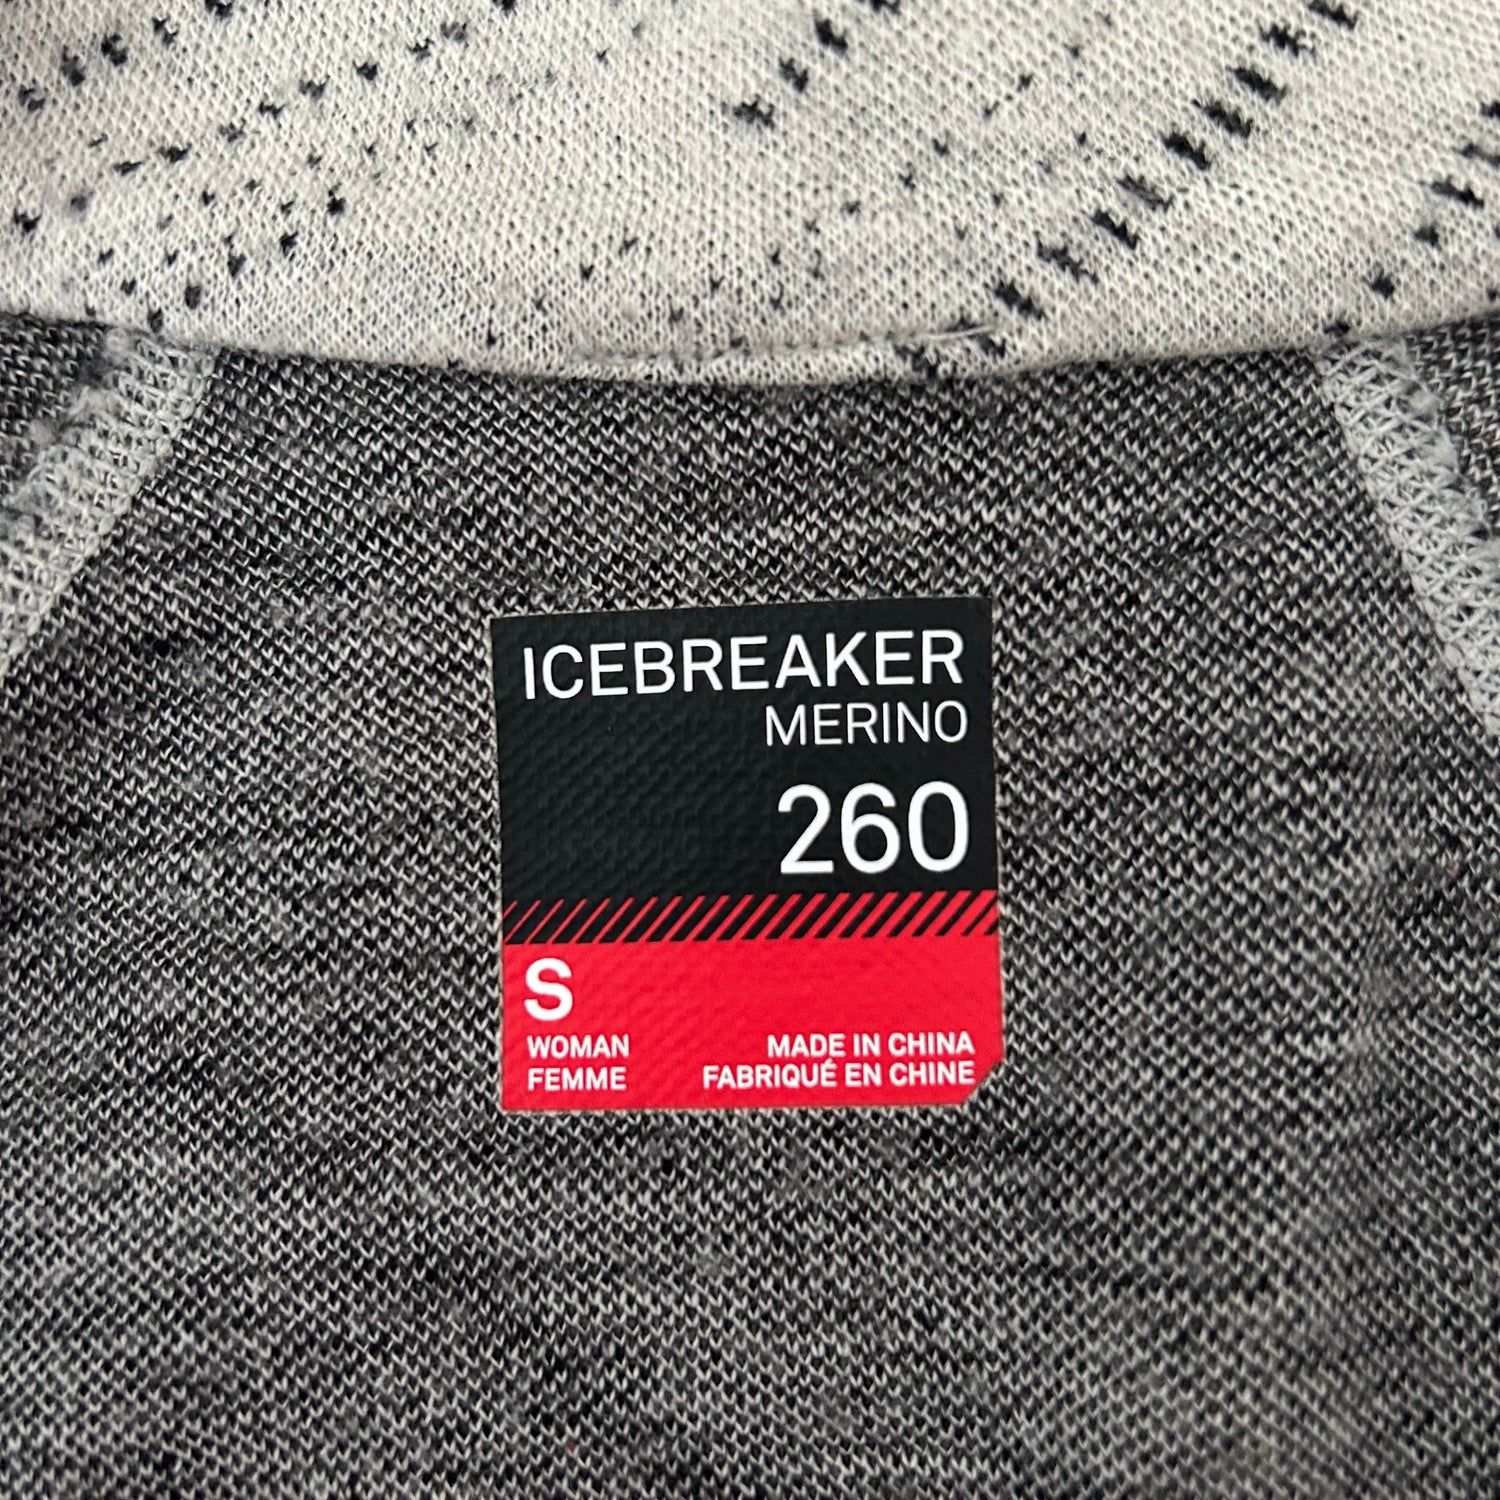 ICEBREAKER
MERINO
260
S
WOMAN
FEMME
MADE IN CHINA
FABRIQUÉ EN CHINE